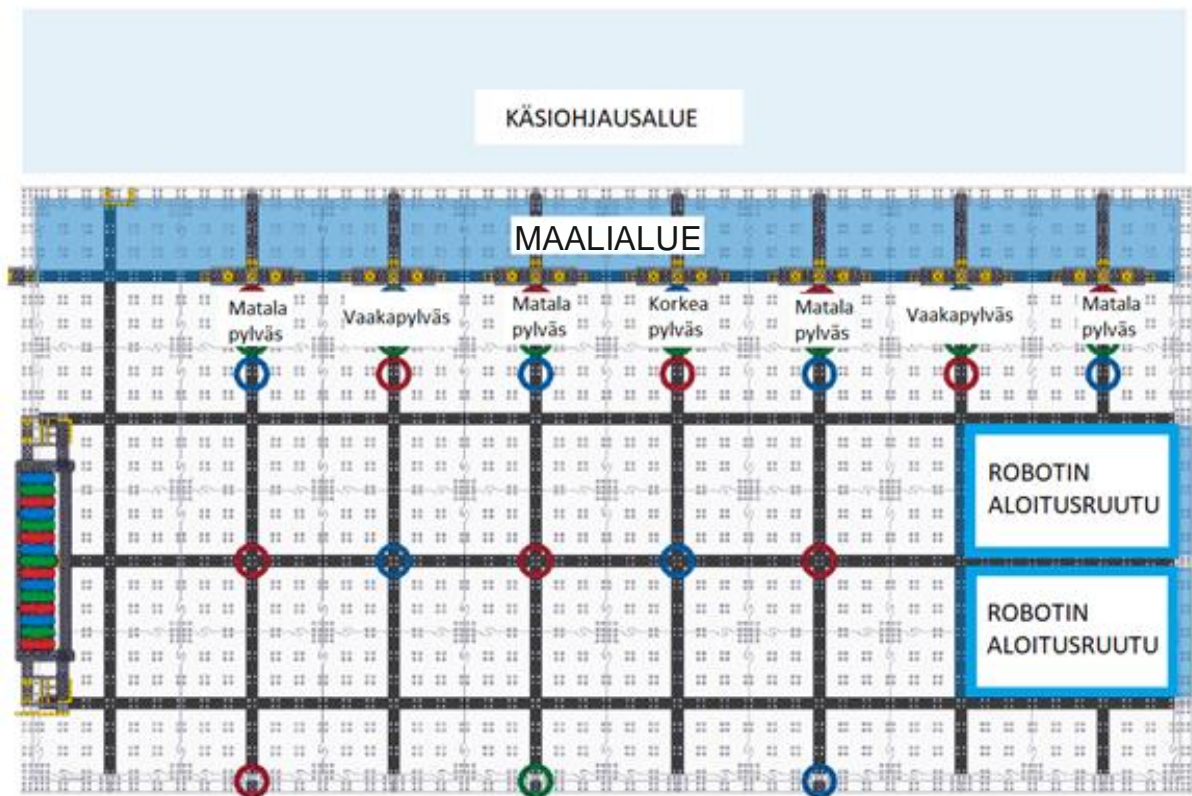 KÄSIOHJAUSALUE
MAALIALUE
Matala
pylväs
Vaakapylväs
Matala
pylväs
Korkea
pylväs
Matala
pylväs
Vaakapylväs
Matala
pylväs
ROBOTIN
ALOITUSRUUTU
ROBOTIN
ALOITUSRUUTU